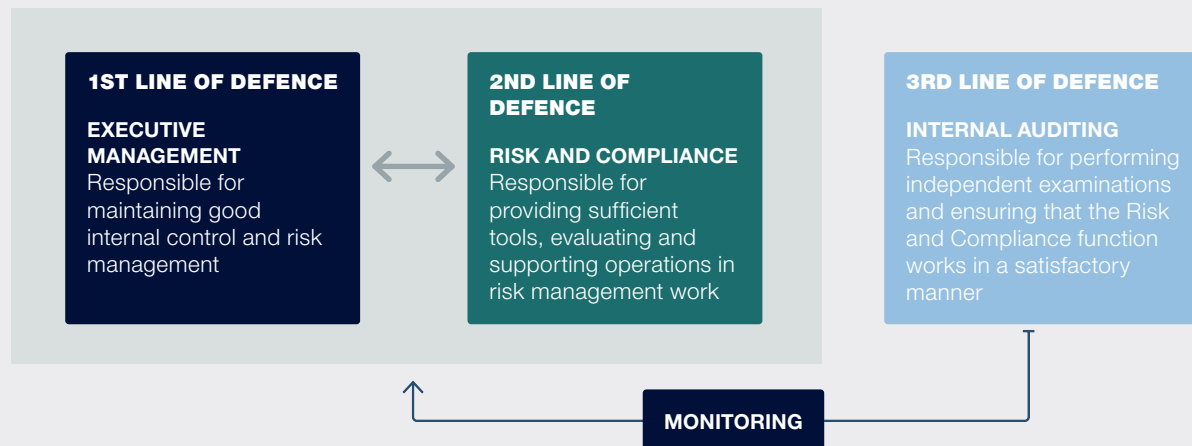 1ST LINE OF DEFENCE
EXECUTIVE
MANAGEMENT
Responsible for
maintaining good
internal control and risk
management
2ND LINE OF
DEFENCE
RISK AND COMPLIANCE
Responsible for
providing sufficient
tools, evaluating and
supporting operations in
risk management work
3RD LINE OF DEFENCE
INTERNAL AUDITING
Responsible for performing
independent examinations
and ensuring that the Risk
and Compliance function
works in a satisfactory
manner
MONITORING